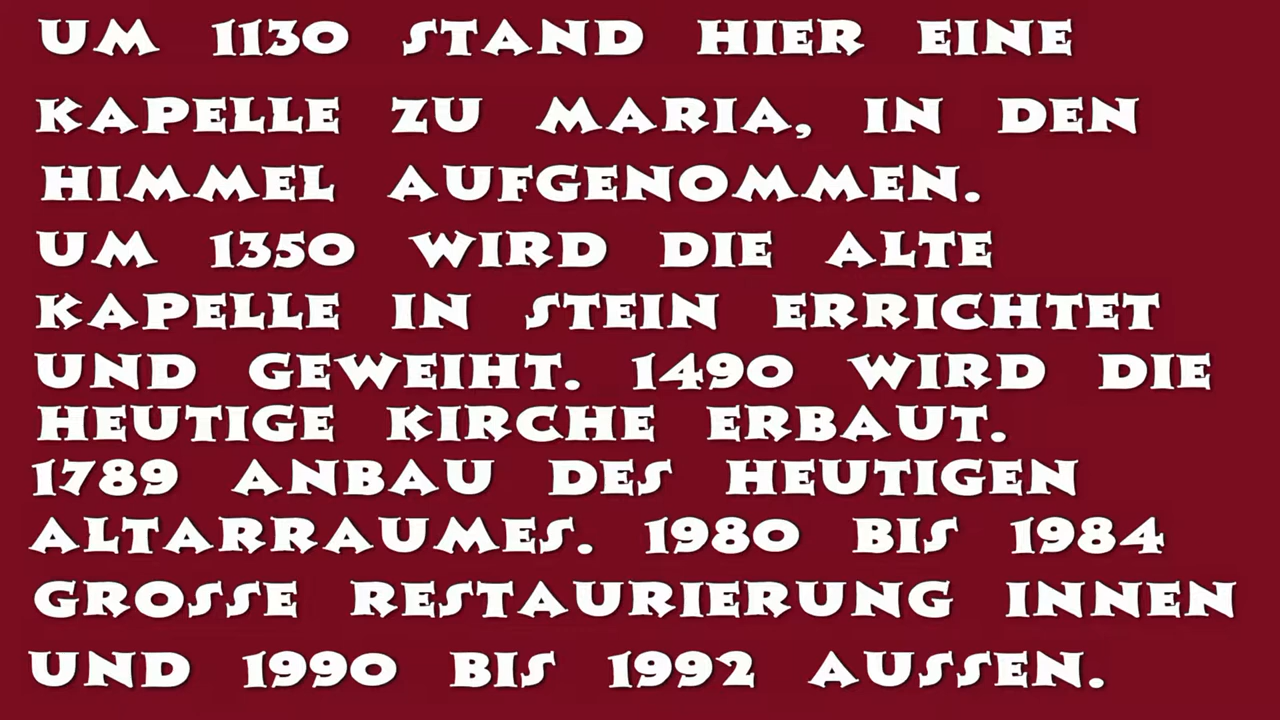 UM 1130 STAND HIER EINE
KAPELLE ZU MARIA, IN DEN
HIMMEL AUFGENOMMEN.
UM 1350 WIRD DIE ALTE
KAPELLE IN STEIN ERRICHTET
UND GEWEIHT. 1490 WIRD DIE
HEUTIGE KIRCHE ERBAUT.
1789 ANBAU DES HEUTIGEN
ALTARRAUMES. 1980 BIS 1984
GROSSE RESTAURIERUNG INNEN
UND 1990 BIS 1992 AUSSEN.